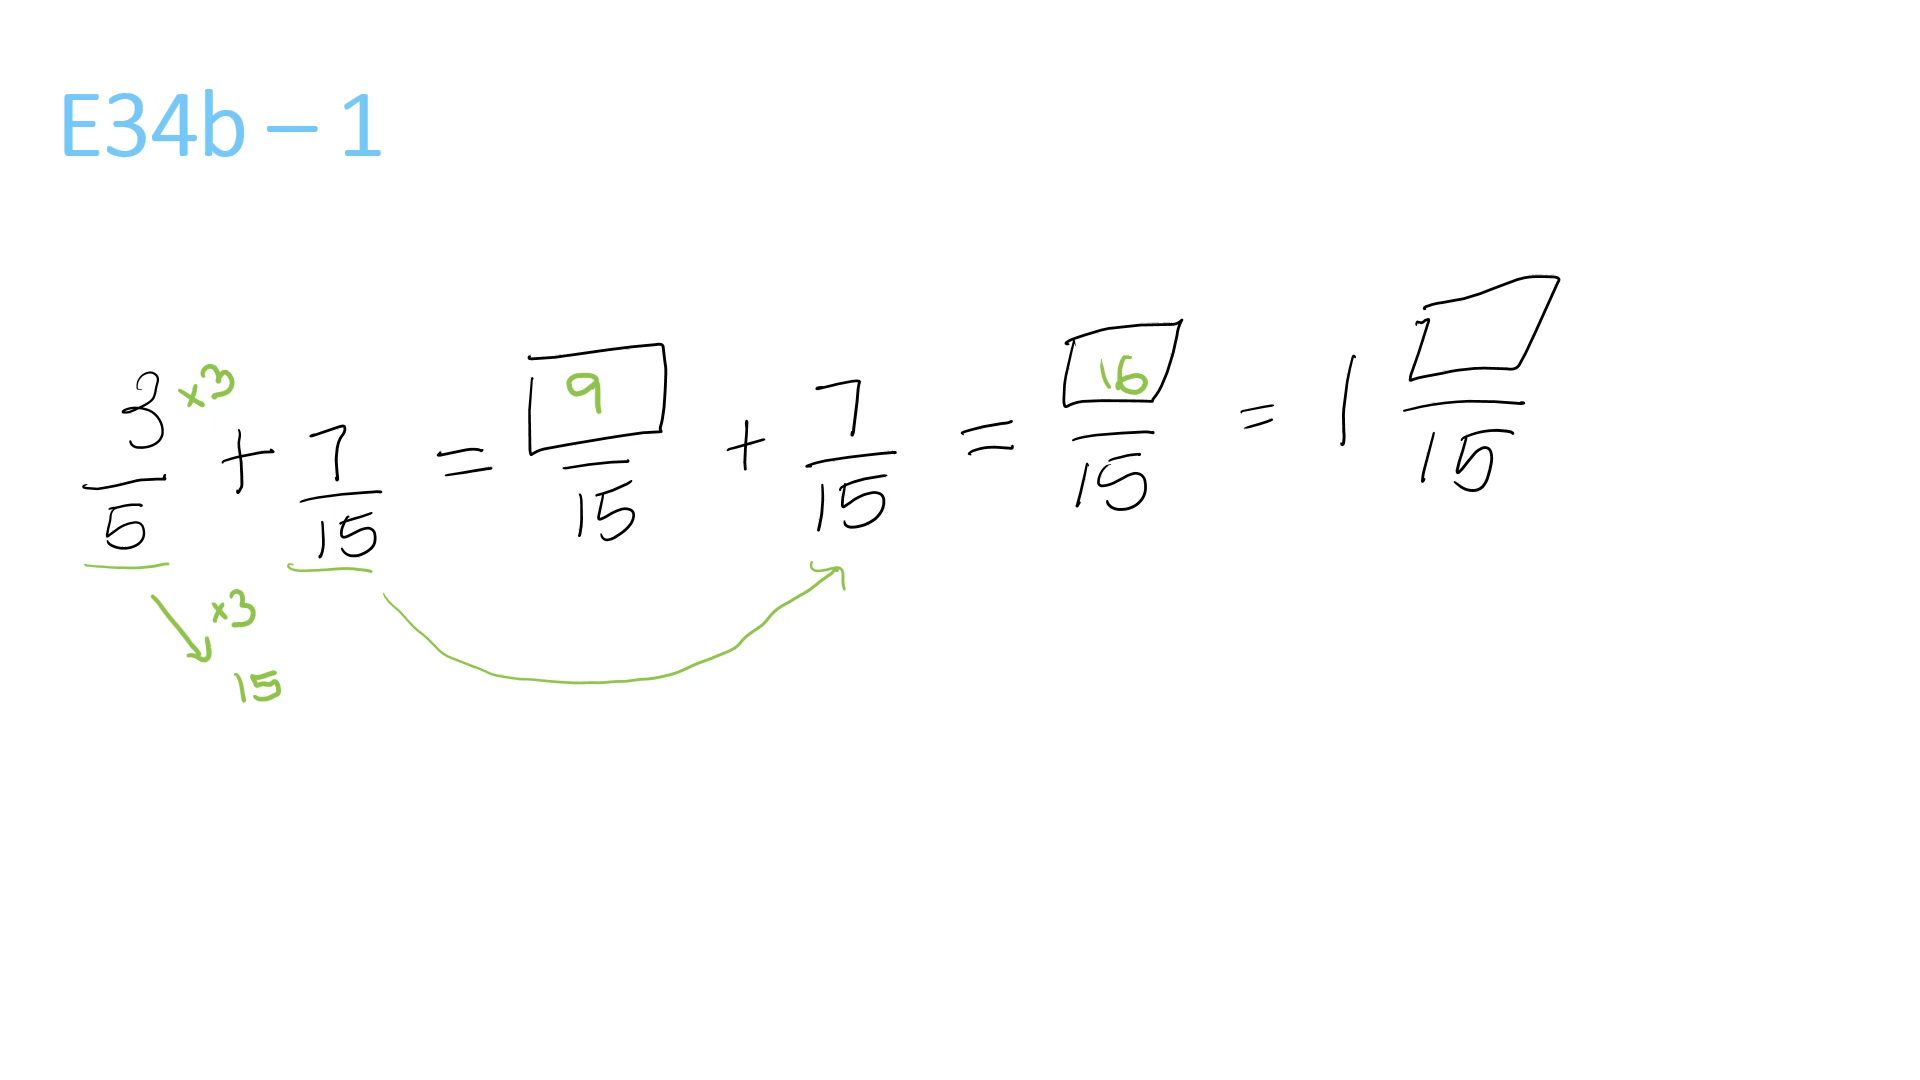 E34b – 1
3/5 ×3 + 7/15 = 9/15 + 7/15 = 16/15 = 1 /15
×3
15